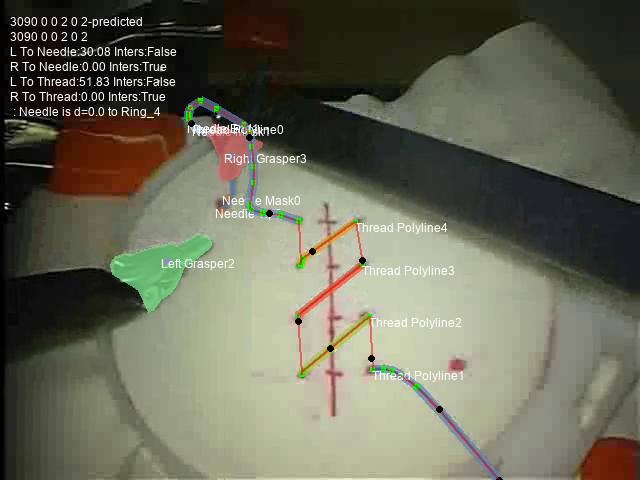 3090 0 0 2 0 2-predicted
3090 0 0 2 0 2
L To Needle:30.08 Inters:False
R To Needle:0.00 Inters:True
L To Thread:51.83 Inters:False
R To Thread:0.00 Inters:True
: Needle is d=0.0 to Ring_4
Right Grasper3
Needle Mask0
Needle
Thread Polyline4
Left Grasper2
Thread Polyline3
Thread Polyline2
Thread Polyline1